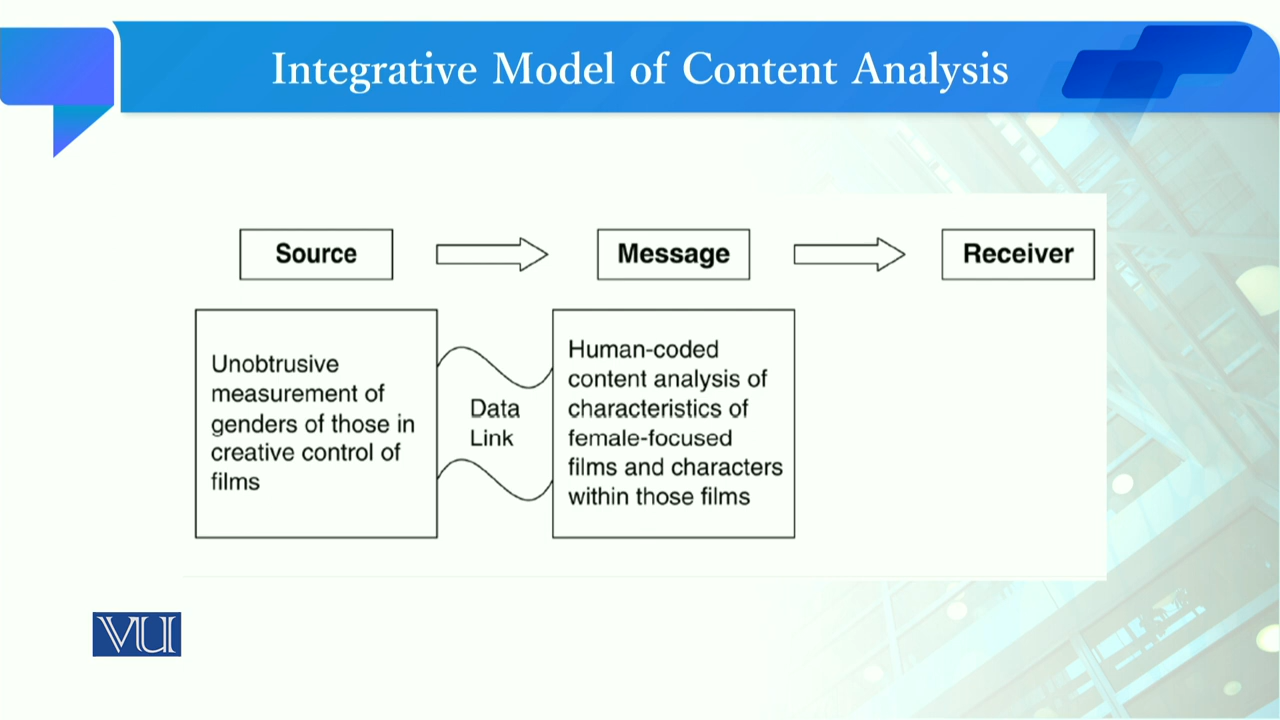 Integrative Model of Content Analysis
Source
Message
Receiver
Unobtrusive
measurement of
genders of those in
creative control of
films
Data
Link
Human-coded
content analysis of
characteristics of
female-focused
films and characters
within those films
VU